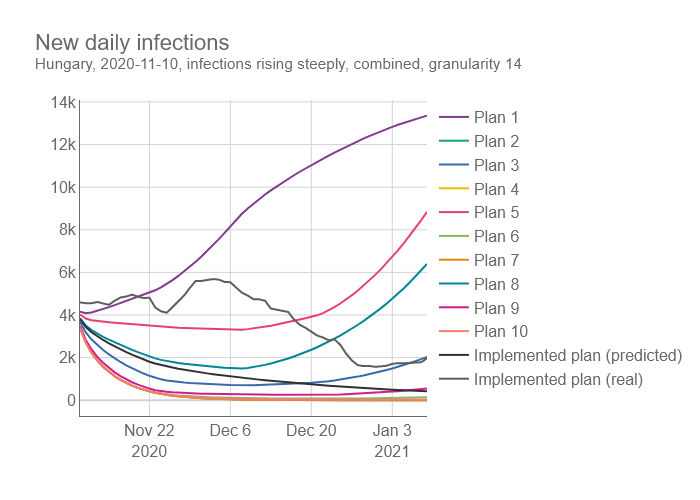 New daily infections
Hungary, 2020-11-10, infections rising steeply, combined, granularity 14
14k
12k
10k
8k
6k
4k
2k
0
Nov 22
2020
Dec 6
Dec 20
Jan 3
2021
Plan 1
Plan 2
Plan 3
Plan 4
Plan 5
Plan 6
Plan 7
Plan 8
Plan 9
Plan 10
Implemented plan (predicted)
Implemented plan (real)